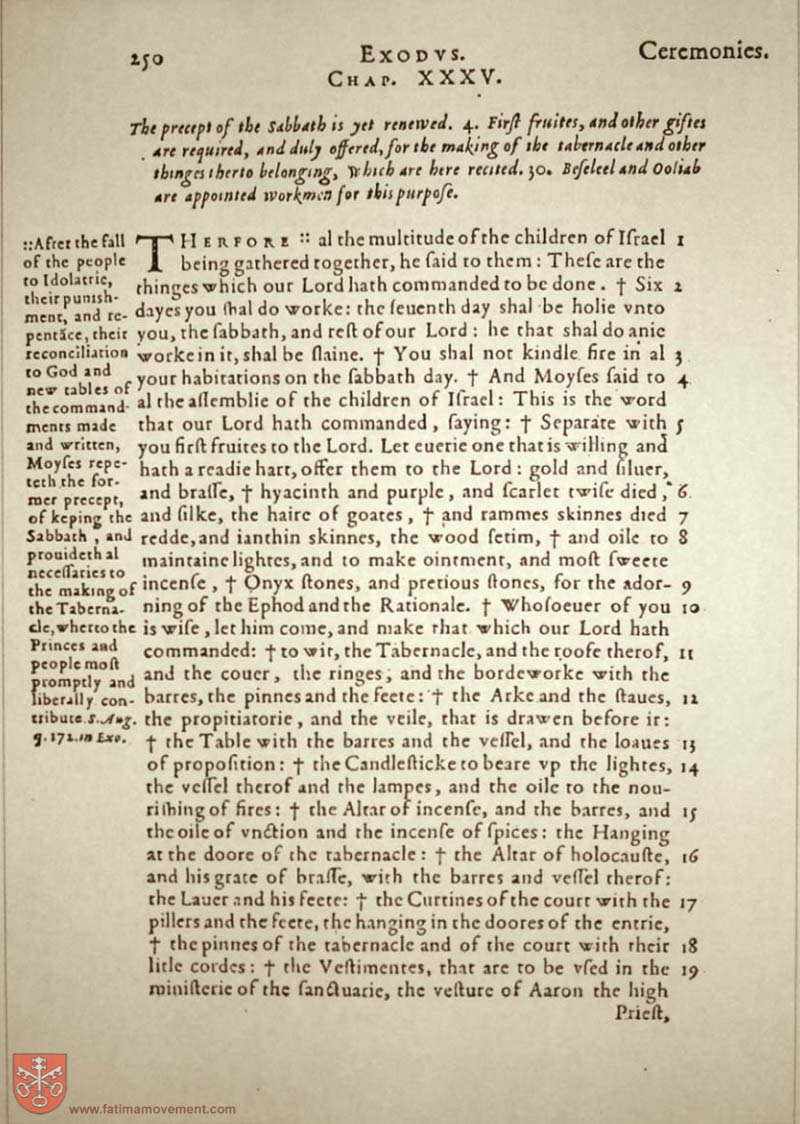 250 EXODVS. Ceremonies.
CHAP. XXXV.
The precept of the Sabbath is yet renewed. 4. Firſt fruites, and other giftes
are required, and duly offered, for the making of the tabernacle and other
thinges therto belonging, which are here recited. 30. Beſeleel and Ooliab
are appointed workmen for this purpoſe.
::After the fall
of the people
to Idolatrie,
their puniſh-
ment, and re-
pentãce, their
reconciliation
to God and
new tables of
the command-
ments made
and written,
Moyſes repe-
teth the for-
mer precept,
of keping the
Sabbath, and
prouideth al
neceſſaries to
the making of
the Taberna-
cle, wherto the
Princes and
people moſt
promptly and
liberally con-
tribute. S. Aug.
q. 172. in Exo.
THERFORE :: al the multitude of the children of Iſrael 1
being gathered together, he ſaid to them: Theſe are the
thinges which our Lord hath commanded to be done. † Six 2
dayes you ſhal do worke: the ſeuenth day shal be holie vnto
you, the ſabbath, and reſt of our Lord: he that shal do anie
worke in it, shal be ſlaine. † You shal not kindle fire in al 3
your habitations on the ſabbath day. † And Moyſes ſaid to 4
al the aſſemblie of the children of Iſrael: This is the word
that our Lord hath commanded, ſaying: † Separate with 5
you firſt fruites to the Lord. Let euerie one that is willing and
hath a readie hart, offer them to the Lord: gold and ſiluer,
and braſſe, † hyacinth and purple, and ſcarlet twiſe died, 6
and ſilke, the haire of goates, † and rammes skinnes died 7
redde, and ianthin skinnes, the wood ſetim, † and oile to 8
maintaine lightes, and to make ointment, and moſt ſweete
incenſe, † Onyx ſtones, and pretious ſtones, for the ador- 9
ning of the Ephod and the Rationale. † Whoſoeuer of you 10
is wiſe, let him come, and make that which our Lord hath
commanded: † to wit, the Tabernacle, and the roofe therof, 11
and the couer, the ringes, and the bordeworke with the
barres, the pinnes and the feete: † the Arke and the ſtaues, 12
the propitiatorie, and the veile, that is drawen before it:
† the Table with the barres and the veſſel, and the loaues 13
of propoſition: † the Candleſticke to beare vp the lightes, 14
the veſſel therof and the lampes, and the oile to the nou-
riſhing of fires: † the Altar of incenſe, and the barres, and 15
the oile of vnction and the incenſe of ſpices: the Hanging
at the doore of the tabernacle: † the Altar of holocauſte, 16
and his grate of braſſe, with the barres and veſſel therof:
the Lauer and his feete: † the Curtines of the court with the 17
pillers and the feete, the hanging in the doores of the entrie,
† the pinnes of the tabernacle and of the court with their 18
litle cordes: † the Veſtimentes, that are to be vſed in the 19
miniſterie of the ſanctuarie, the veſture of Aaron the high
Prieſt,
www.fatimamovement.com